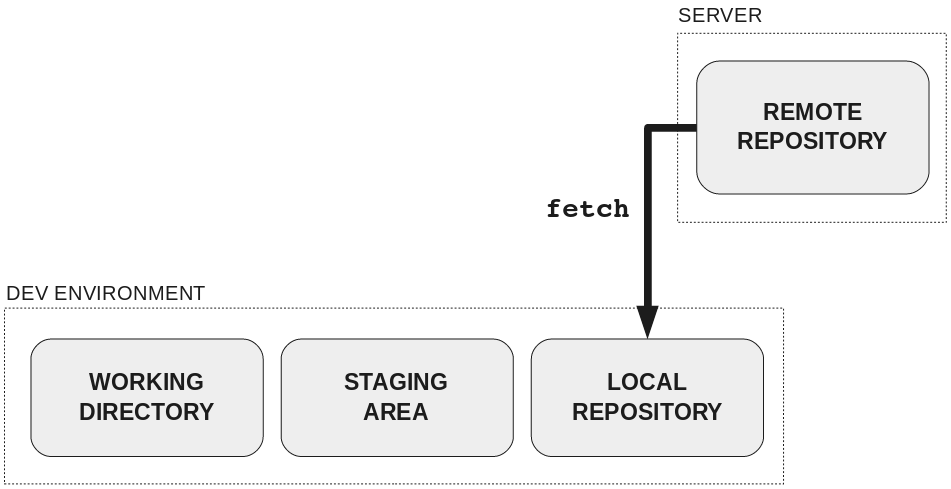 SERVER
REMOTE
REPOSITORY
fetch
DEV ENVIRONMENT
WORKING
DIRECTORY
STAGING
AREA
LOCAL
REPOSITORY